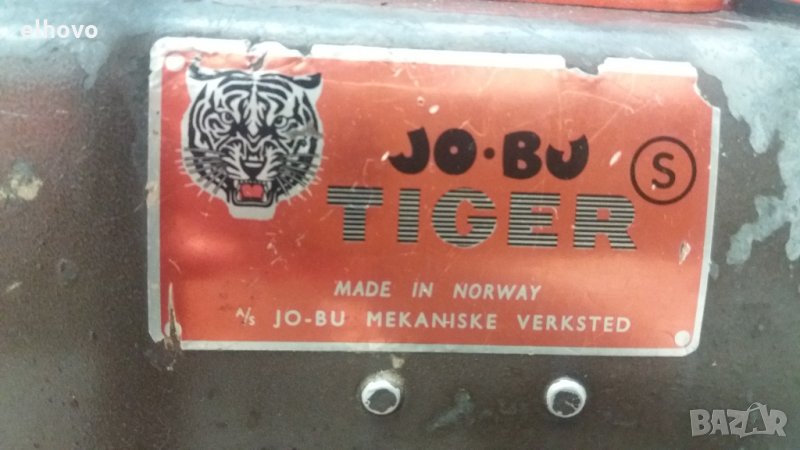 elhovo
JO·BU
S
TIGER
MADE IN NORWAY
A/S JO-BU MEKANISKE VERKSTED
BAZAR